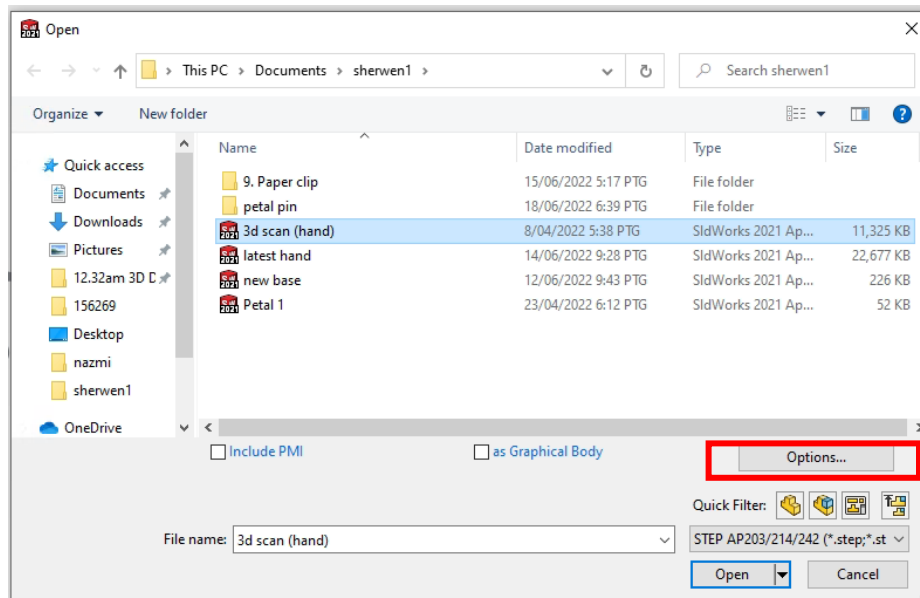 Open
This PC > Documents > sherwen1 >
Search sherwen1
Organize
New folder
Name Date modified Type Size
Quick access
Documents
Downloads
Pictures
12.32am 3D D
156269
Desktop
nazmi
sherwen1
OneDrive
9. Paper clip 15/06/2022 5:17 PTG File folder
petal pin 18/06/2022 6:39 PTG File folder
3d scan (hand) 8/04/2022 5:38 PTG SldWorks 2021 Ap... 11,325 KB
latest hand 14/06/2022 9:28 PTG SldWorks 2021 Ap... 22,677 KB
new base 12/06/2022 9:43 PTG SldWorks 2021 Ap... 226 KB
Petal 1 23/04/2022 6:12 PTG SldWorks 2021 Ap... 52 KB
Include PMI
as Graphical Body
Options...
Quick Filter:
File name: 3d scan (hand)
STEP AP203/214/242 (*.step;*.st
Open
Cancel